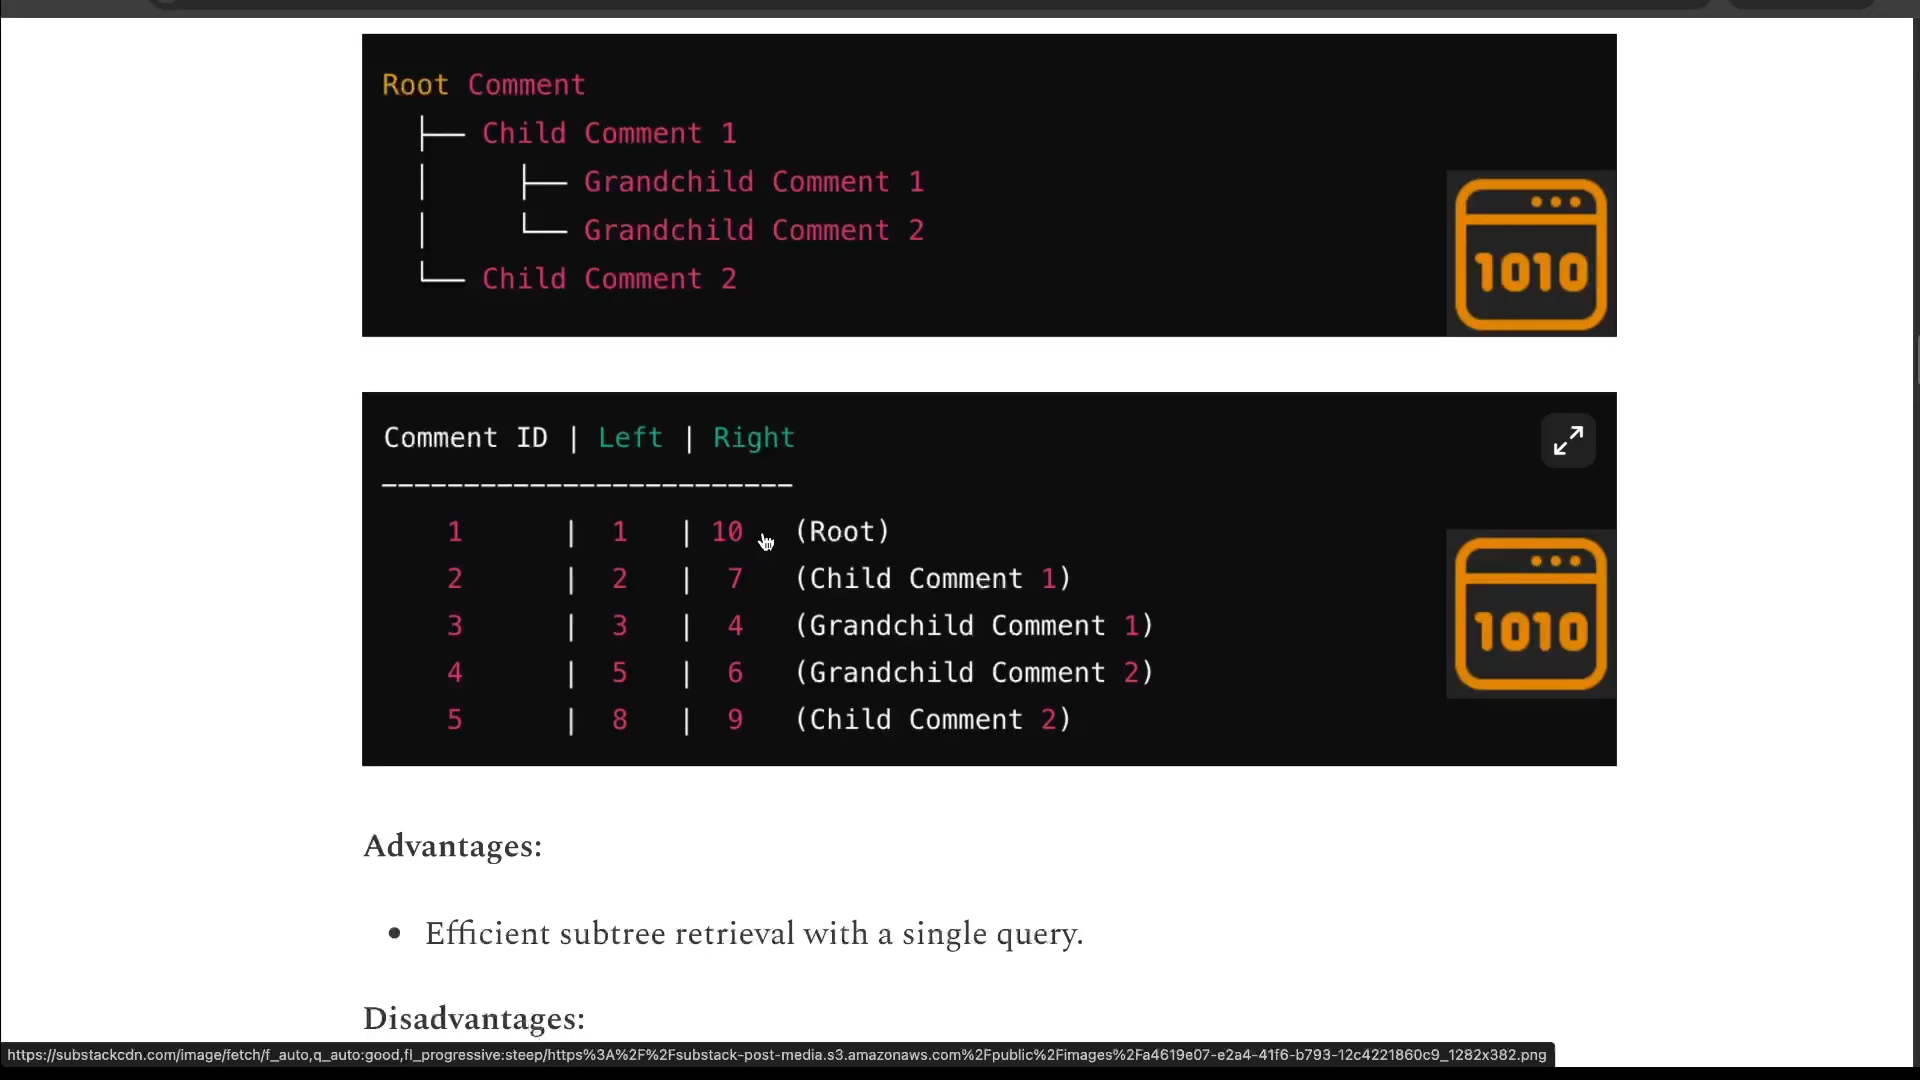 Root Comment
├── Child Comment 1
│    ├── Grandchild Comment 1
│    └── Grandchild Comment 2
└── Child Comment 2
1010
Comment ID | Left | Right
-------------------------
1 | 1 | 10 (Root)
2 | 2 | 7 (Child Comment 1)
3 | 3 | 4 (Grandchild Comment 1)
4 | 5 | 6 (Grandchild Comment 2)
5 | 8 | 9 (Child Comment 2)
1010
Advantages:
• Efficient subtree retrieval with a single query.
Disadvantages:
https://substackcdn.com/image/fetch/f_auto,q_auto:good,fl_progressive:steep/https%3A%2F%2Fsubstack-post-media.s3.amazonaws.com%2Fpublic%2Fimages%2Fa4619e07-e2a4-41f6-b793-12c4221860c9_1282x382.png